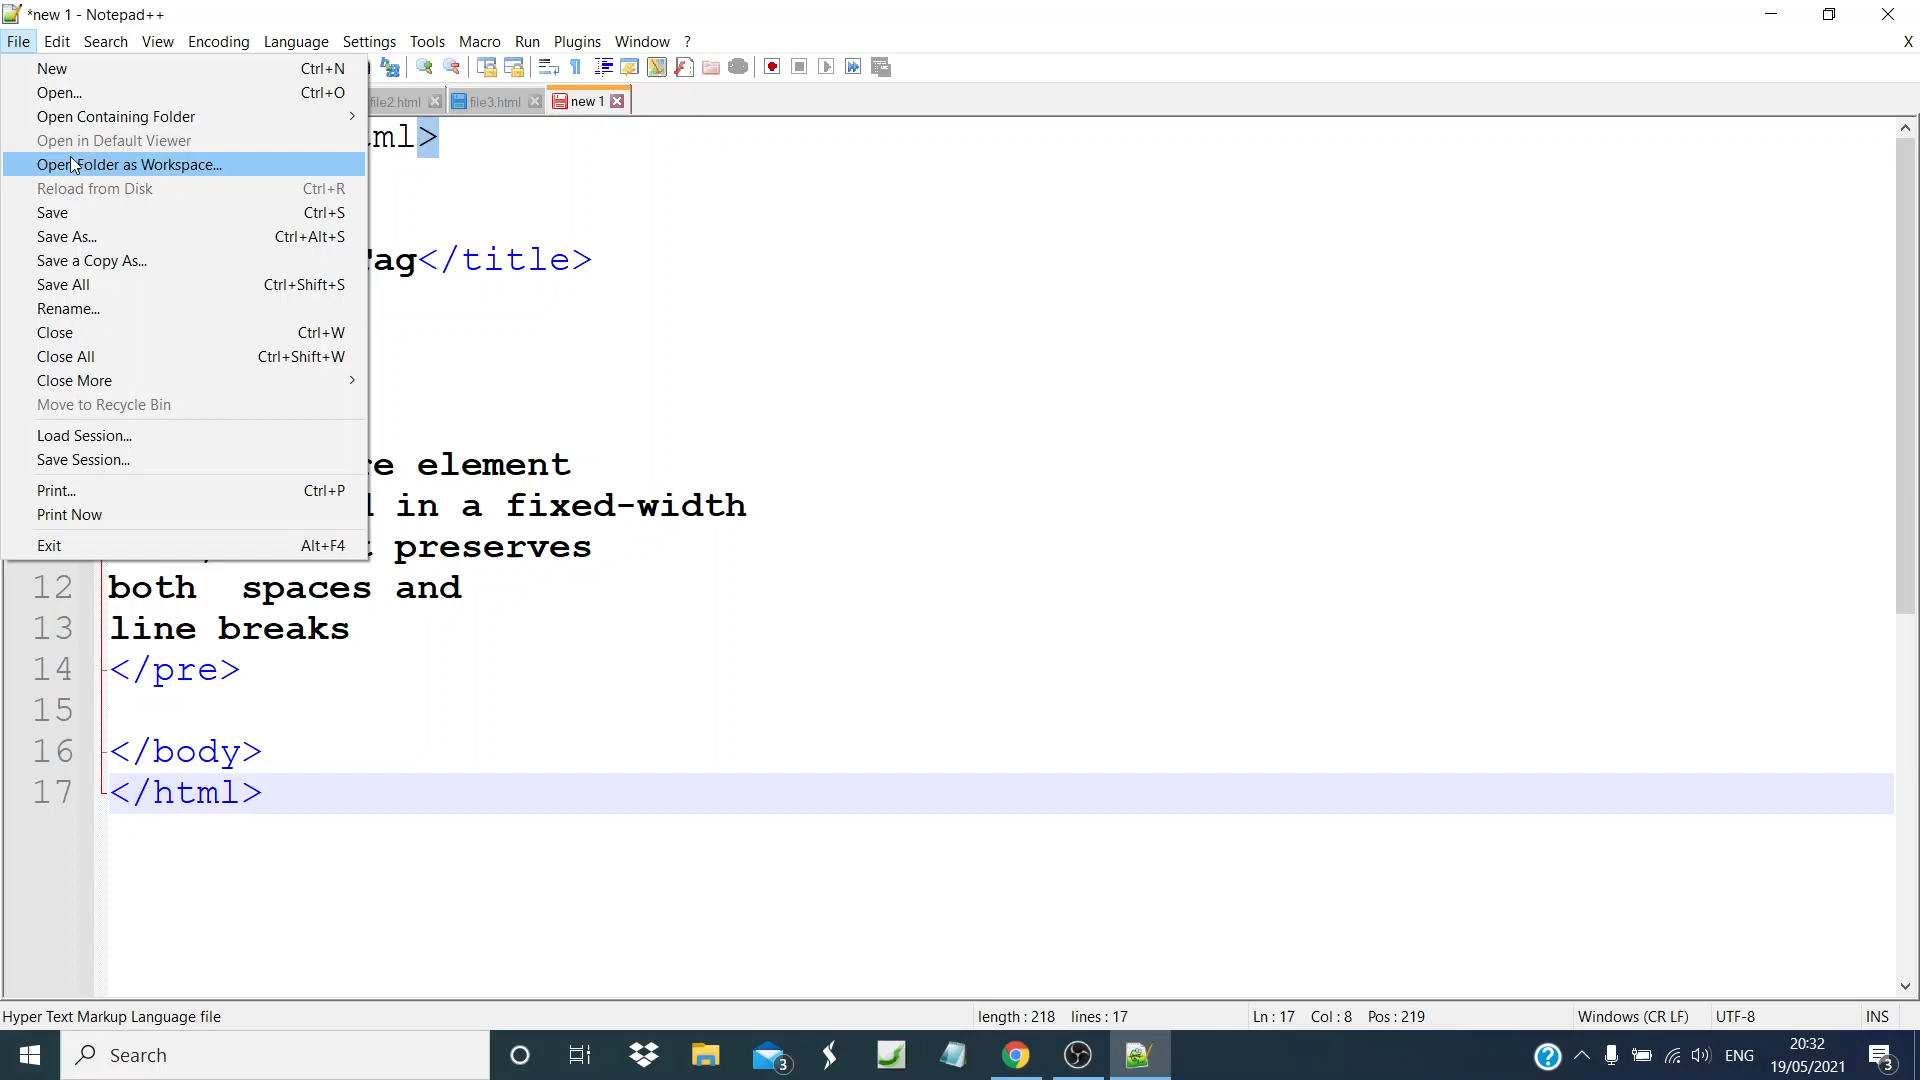 *new 1 - Notepad++
File Edit Search View Encoding Language Settings Tools Macro Run Plugins Window ? X
New Ctrl+N
Open... Ctrl+O
Open Containing Folder
Open in Default Viewer
Open Folder as Workspace...
Reload from Disk Ctrl+R
Save Ctrl+S
Save As... Ctrl+Alt+S
Save a Copy As...
Save All Ctrl+Shift+S
Rename...
Close Ctrl+W
Close All Ctrl+Shift+W
Close More
Move to Recycle Bin
Load Session...
Save Session...
Print... Ctrl+P
Print Now
Exit Alt+F4
file2.html file3.html new 1
ml>
Tag</title>
e element
in a fixed-width
preserves
12 both  spaces and
13 line breaks
14 </pre>
15
16 </body>
17 </html>
Hyper Text Markup Language file length : 218 lines : 17 Ln : 17 Col : 8 Pos : 219 Windows (CR LF) UTF-8 INS
Search 3 ENG 20:32 3
19/05/2021